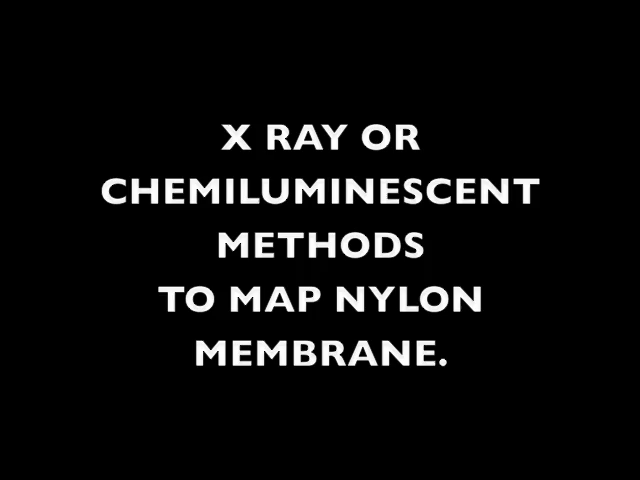 X RAY OR
CHEMILUMINESCENT
METHODS
TO MAP NYLON
MEMBRANE.